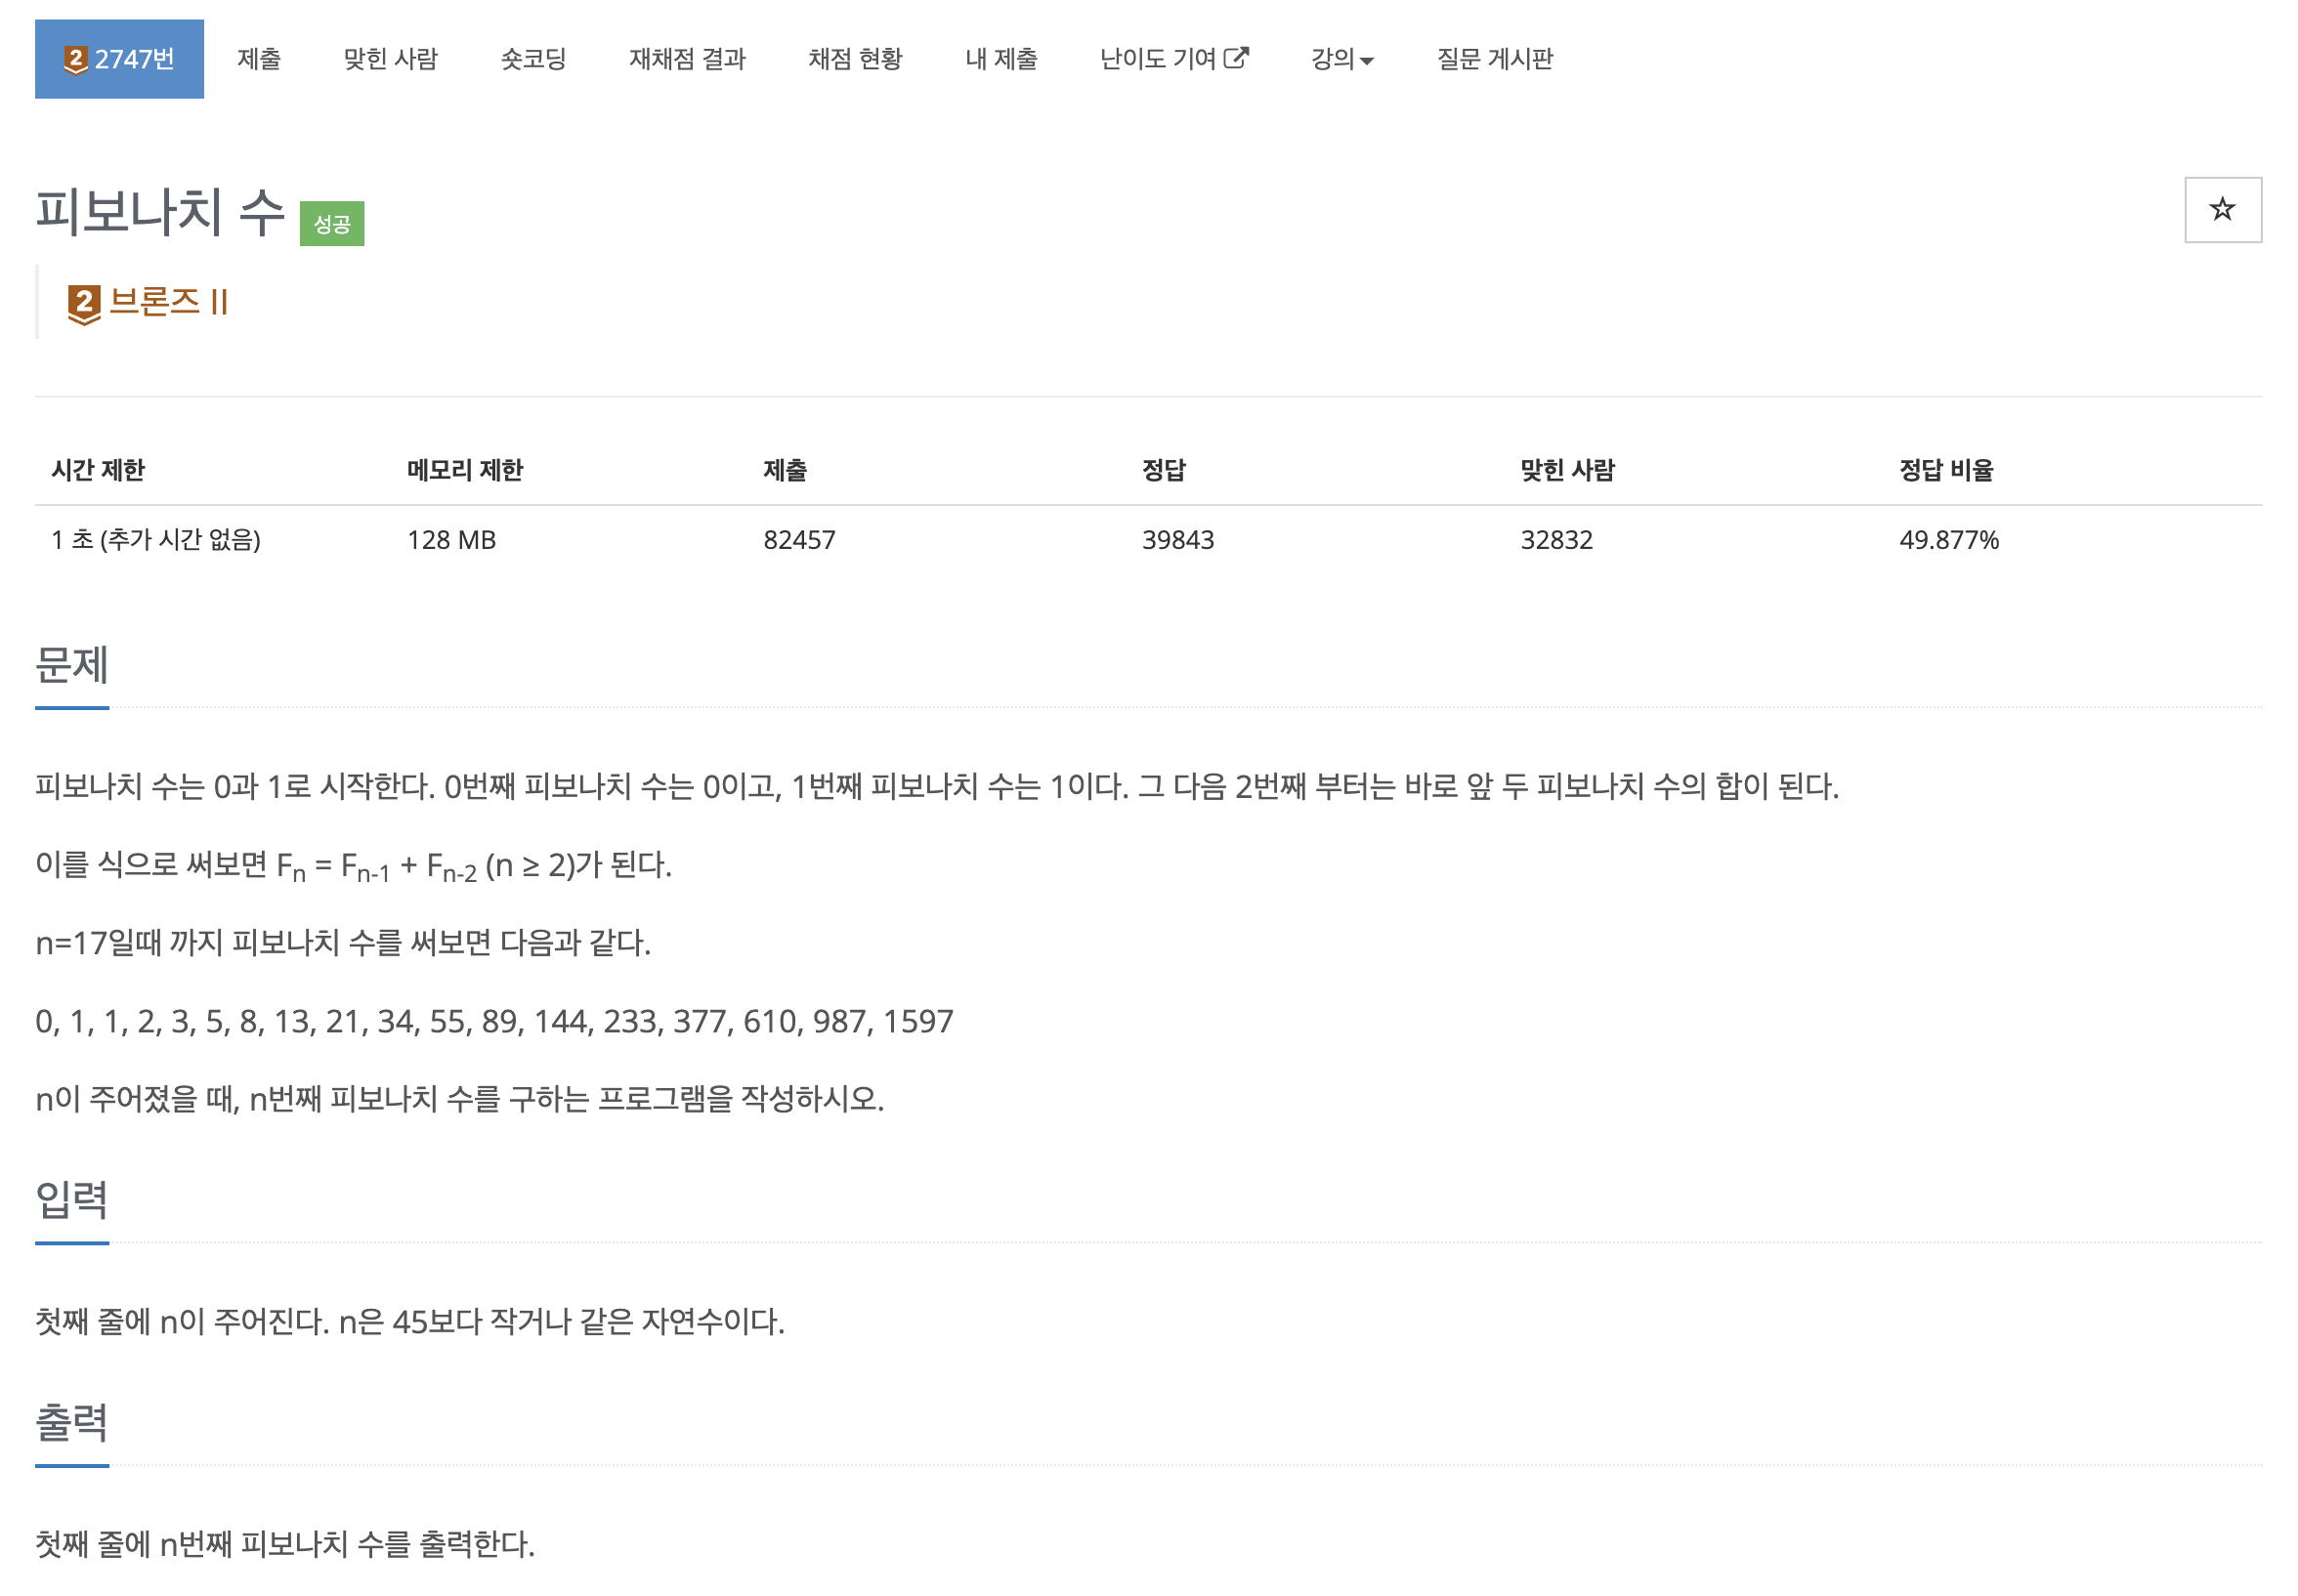 2 2747번 제출 맞힌 사람 숏코딩 재채점 결과 채점 현황 내 제출 난이도 기여 강의 질문 게시판
피보나치 수 성공
2 브론즈 II
시간 제한 메모리 제한 제출 정답 맞힌 사람 정답 비율
1 초 (추가 시간 없음) 128 MB 82457 39843 32832 49.877%
문제
피보나치 수는 0과 1로 시작한다. 0번째 피보나치 수는 0이고, 1번째 피보나치 수는 1이다. 그 다음 2번째 부터는 바로 앞 두 피보나치 수의 합이 된다.
이를 식으로 써보면 Fn = Fn-1 + Fn-2 (n ≥ 2)가 된다.
n=17일때 까지 피보나치 수를 써보면 다음과 같다.
0, 1, 1, 2, 3, 5, 8, 13, 21, 34, 55, 89, 144, 233, 377, 610, 987, 1597
n이 주어졌을 때, n번째 피보나치 수를 구하는 프로그램을 작성하시오.
입력
첫째 줄에 n이 주어진다. n은 45보다 작거나 같은 자연수이다.
출력
첫째 줄에 n번째 피보나치 수를 출력한다.